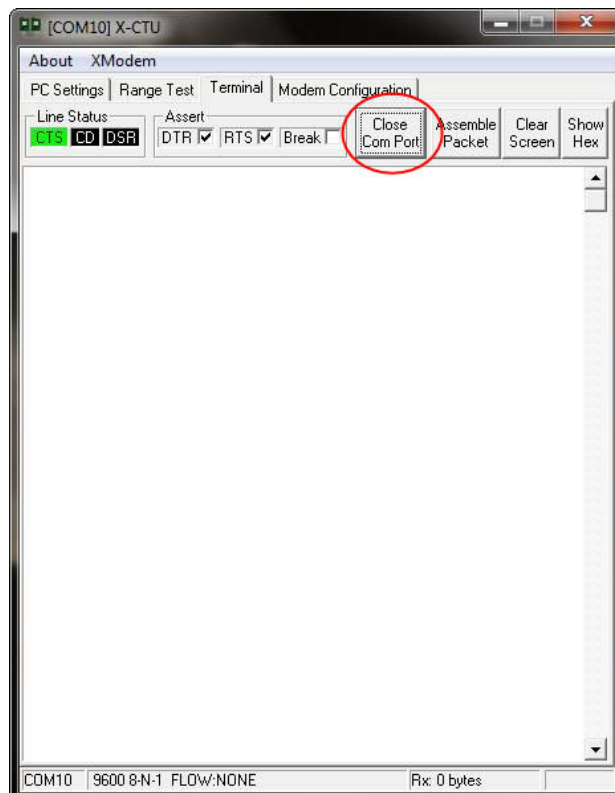 [COM10] X-CTU
About XModem
PC Settings Range Test Terminal Modem Configuration
Line Status Assert
CTS CD DSR DTR RTS Break
Close Com Port
Assemble Packet
Clear Screen
Show Hex
COM10 9600 8-N-1 FLOW:NONE Rx: 0 bytes